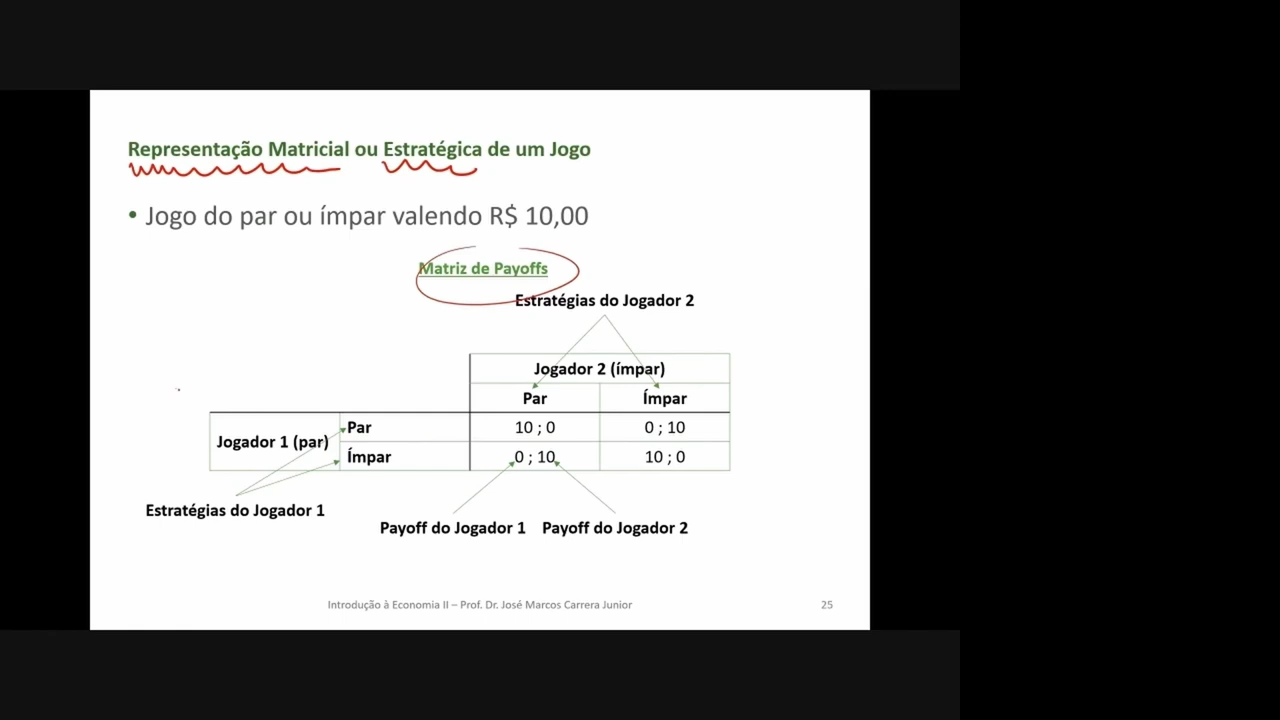 Representação Matricial ou Estratégica de um Jogo
• Jogo do par ou ímpar valendo R$ 10,00
Matriz de Payoffs
Estratégias do Jogador 2
Jogador 2 (ímpar)
Par Ímpar
Jogador 1 (par) Par 10 ; 0 0 ; 10
Ímpar 0 ; 10 10 ; 0
Estratégias do Jogador 1
Payoff do Jogador 1 Payoff do Jogador 2
Introdução à Economia II – Prof. Dr. José Marcos Carrera Junior 25